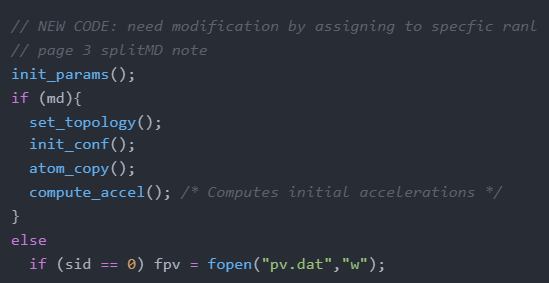 // NEW CODE: need modification by assigning to specfic ranl
// page 3 splitMD note
init_params();
if (md){
  set_topology();
  init_conf();
  atom_copy();
  compute_accel(); /* Computes initial accelerations */
}
else
  if (sid == 0) fpv = fopen("pv.dat","w");